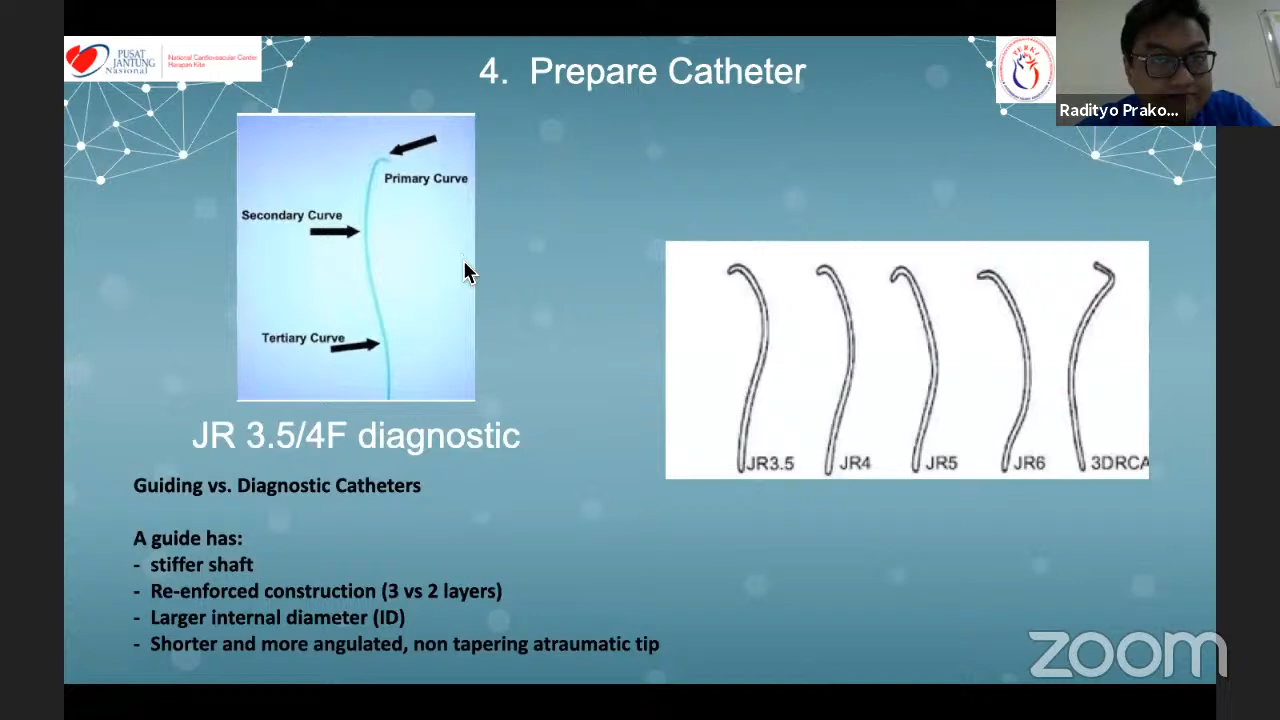 PUSAT
JANTUNG
Nasional
National Cardiovascular Center
Harapan Kita
4. Prepare Catheter
PERKI
Radityo Prako...
Primary Curve
Secondary Curve
Tertiary Curve
JR3.5
JR4
JR5
JR6
3DRCA
JR 3.5/4F diagnostic
Guiding vs. Diagnostic Catheters
A guide has:
- stiffer shaft
- Re-enforced construction (3 vs 2 layers)
- Larger internal diameter (ID)
- Shorter and more angulated, non tapering atraumatic tip
zoom